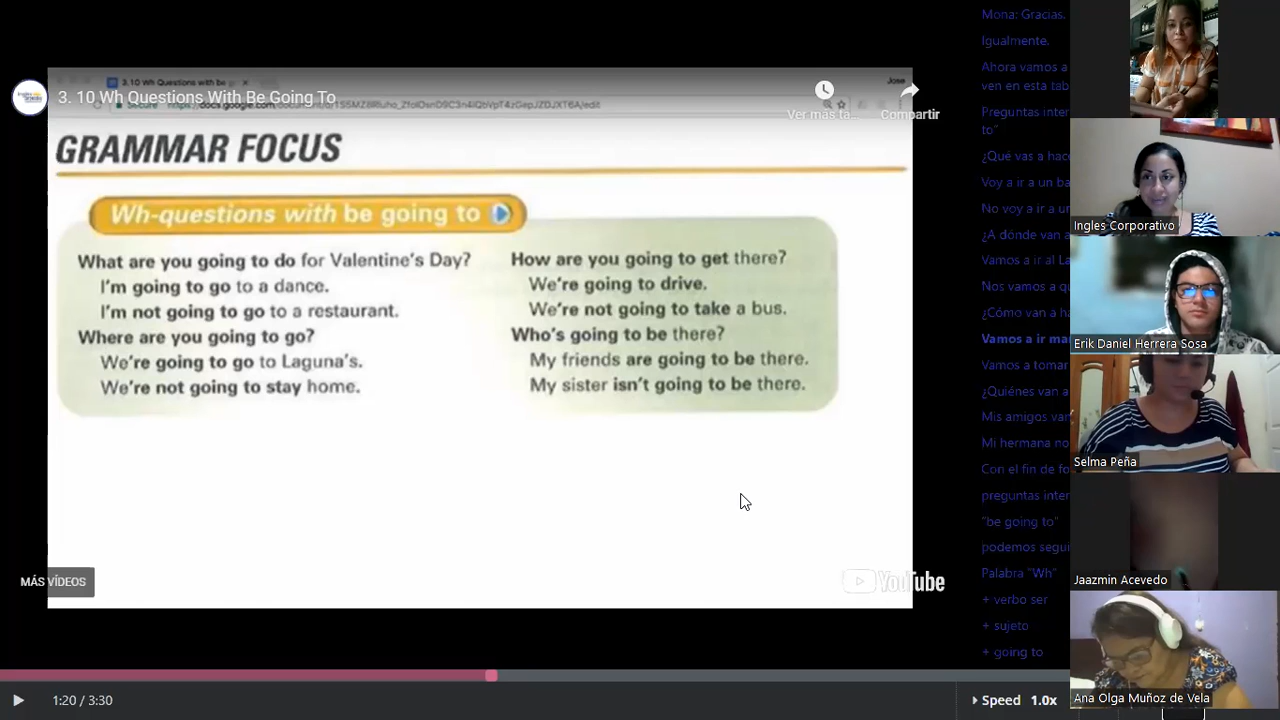 3. 10 Wh Questions With Be Going To
Ver más ta...
Compartir
GRAMMAR FOCUS
Wh-questions with be going to
What are you going to do for Valentine's Day?
I'm going to go to a dance.
I'm not going to go to a restaurant.
Where are you going to go?
We're going to go to Laguna's.
We're not going to stay home.
How are you going to get there?
We're going to drive.
We're not going to take a bus.
Who's going to be there?
My friends are going to be there.
My sister isn't going to be there.
MÁS VÍDEOS
YouTube
1:20 / 3:30
Speed 1.0x
Mona: Gracias.
Igualmente.
Ahora vamos a
ven en esta tab
Preguntas inter
to"
¿Qué vas a hace
Voy a ir a un ba
No voy a ir a un
¿A dónde van a
Vamos a ir al La
Nos vamos a qu
¿Cómo van a h
Vamos a ir ma
Vamos a tomar
¿Quiénes van a
Mis amigos van
Mi hermana no
Con el fin de fo
preguntas inter
"be going to"
podemos segui
Palabra "Wh"
+ verbo ser
+ sujeto
+ going to
Ingles Corporativo
Erik Daniel Herrera Sosa
Selma Peña
Jaazmin Acevedo
Ana Olga Muñoz de Vela